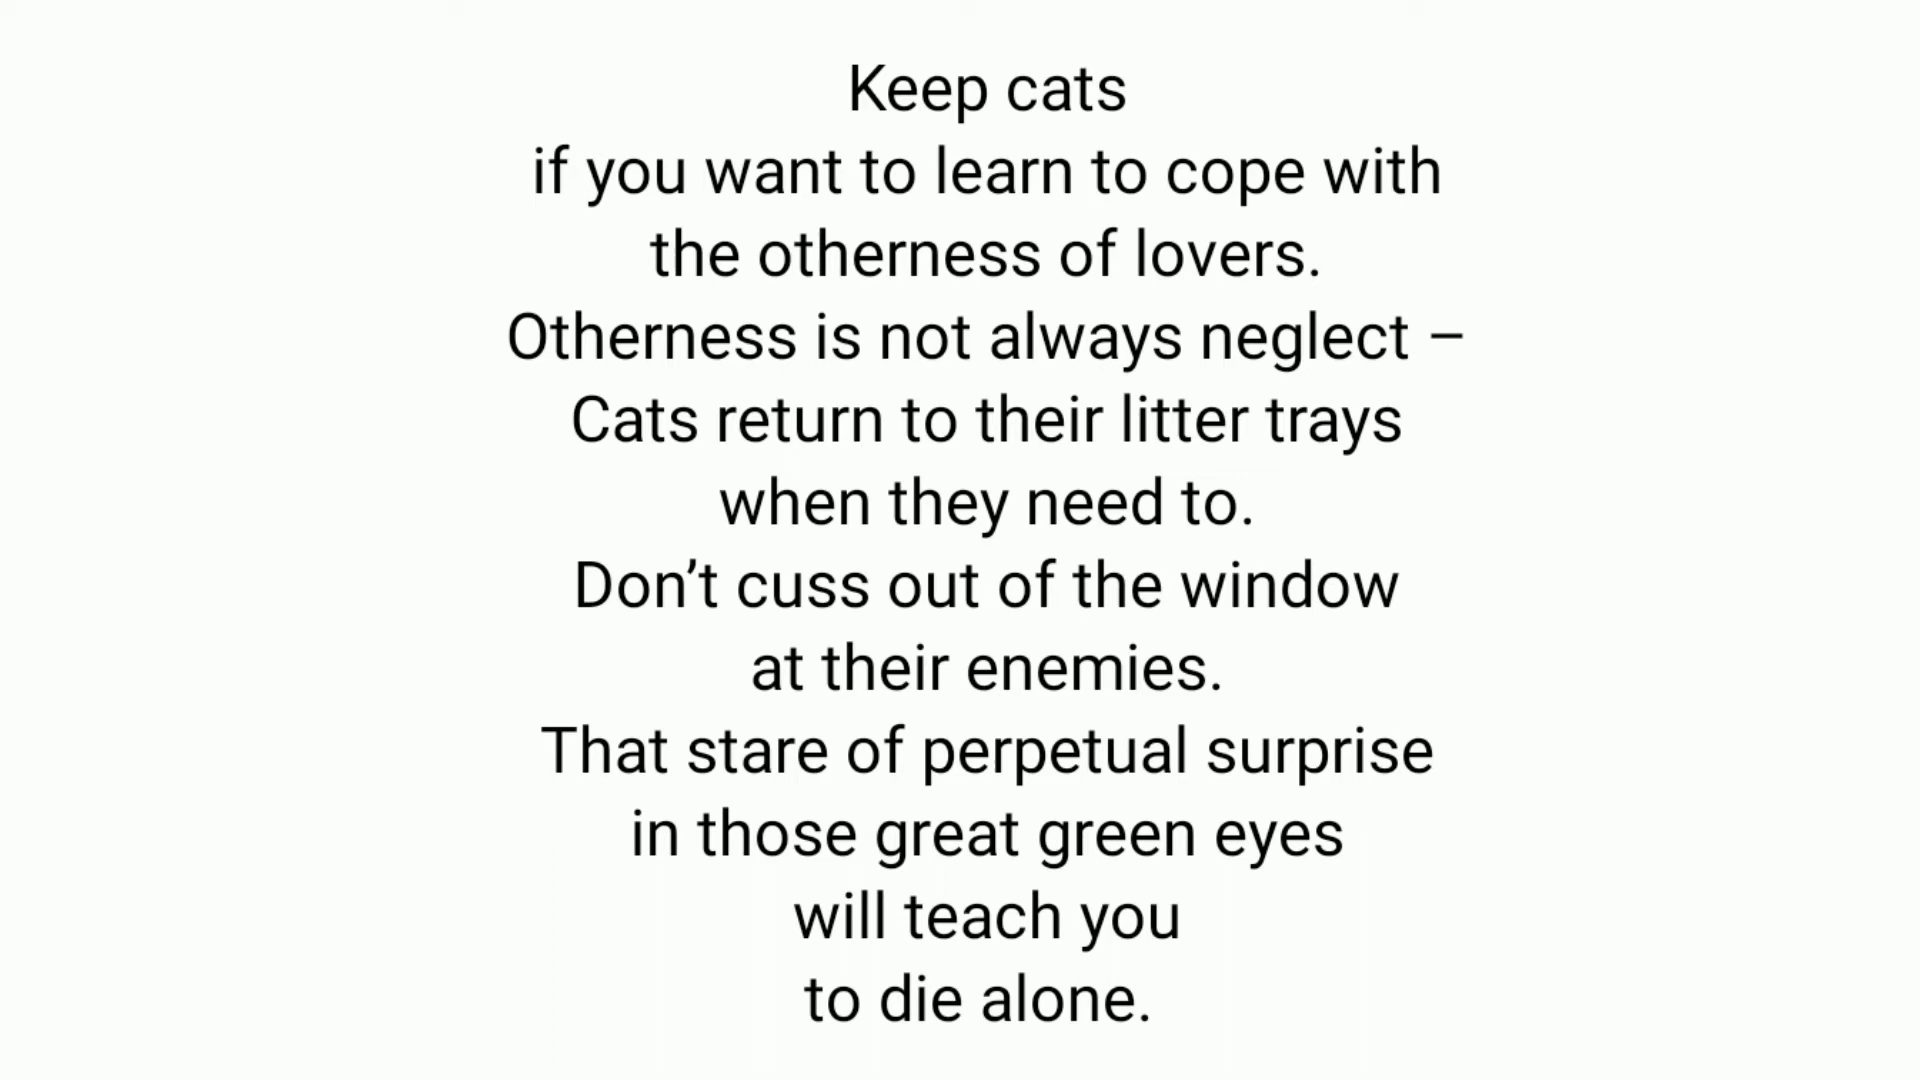 Keep cats
if you want to learn to cope with
the otherness of lovers.
Otherness is not always neglect –
Cats return to their litter trays
when they need to.
Don’t cuss out of the window
at their enemies.
That stare of perpetual surprise
in those great green eyes
will teach you
to die alone.